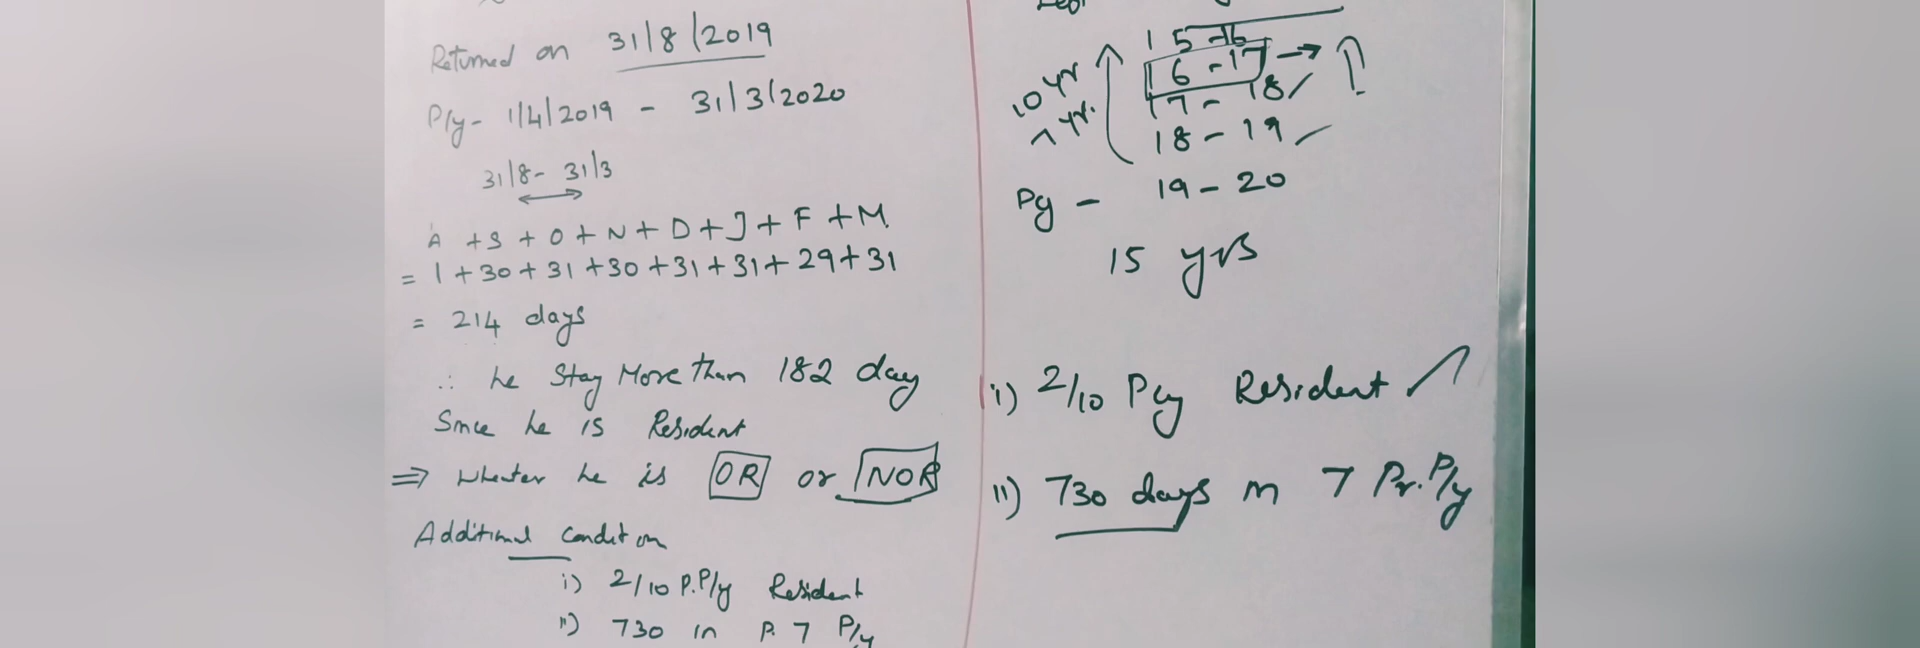 Returned on 31/8/2019
P/y - 1/4/2019 - 31/3/2020
31/8 - 31/3
A + S + O + N + D + J + F + M
= 1 + 30 + 31 + 30 + 31 + 31 + 29 + 31
= 214 days
∴ he Stay More Than 182 day
Since he is Resident
⇒ Wheater he is OR or NOR
Additional Condition
i) 2/10 P.P/y Resident
ii) 730 in P. 7 P/y
15 - 16
16 - 17 →
17 - 18
18 - 19
10 yr
7 yr.
Py - 19 - 20
15 yrs
i) 2/10 Py Resident
ii) 730 days in 7 Pr. P/y